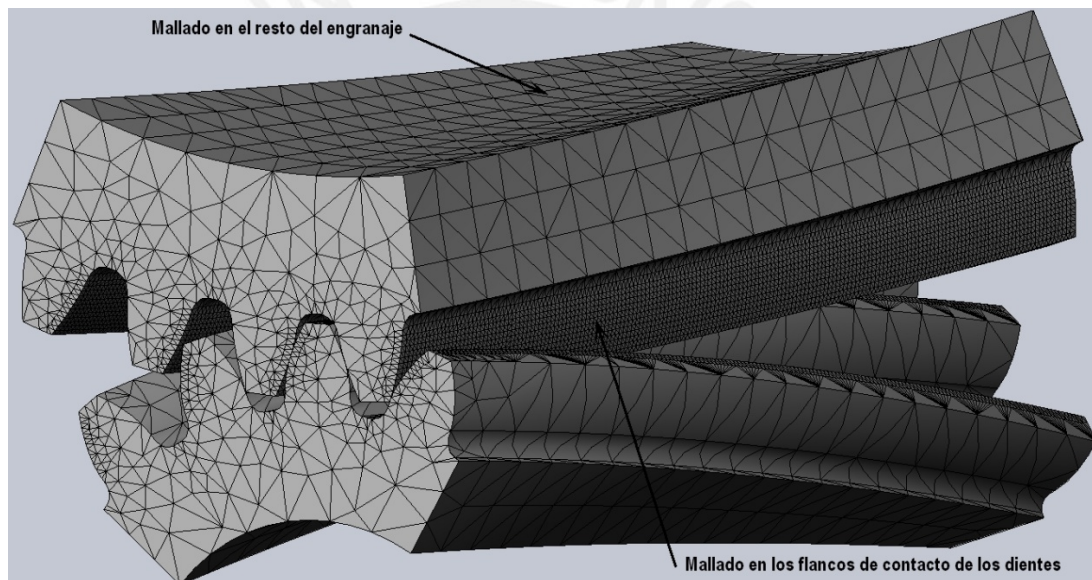 Mallado en el resto del engranaje
Mallado en los flancos de contacto de los dientes